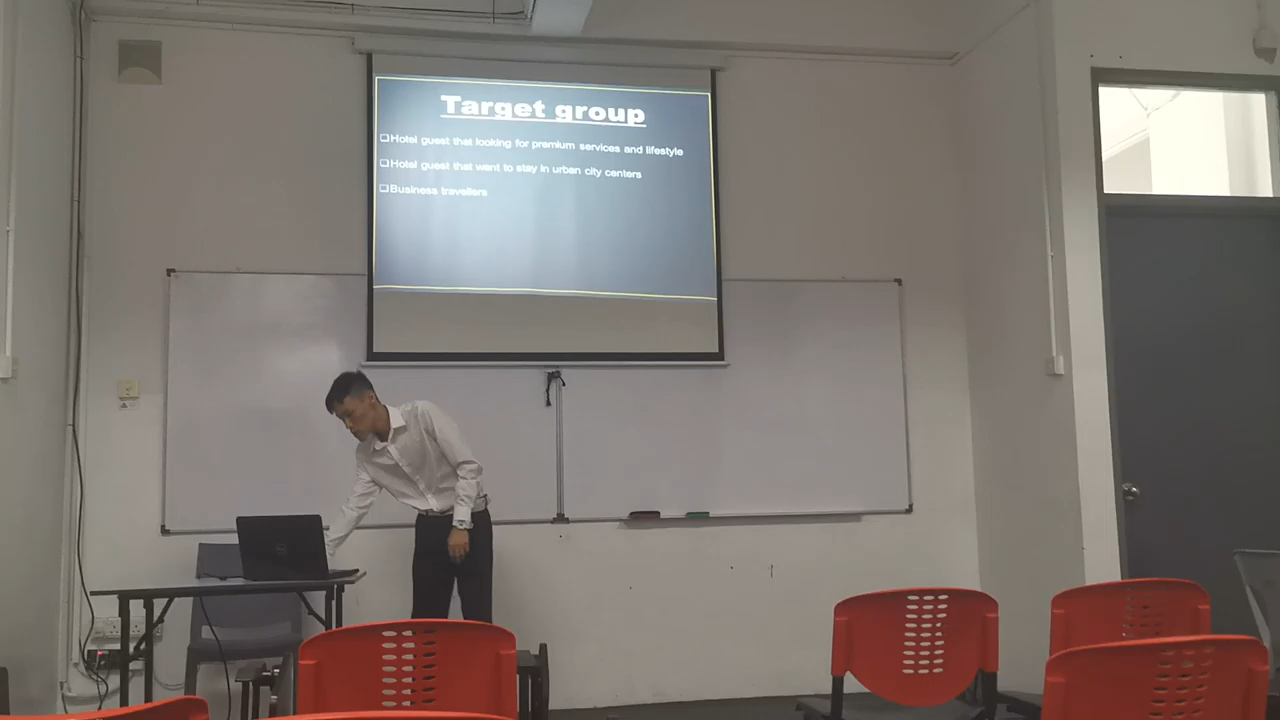 Target group
❑Hotel guest that looking for premium services and lifestyle
❑Hotel guest that want to stay in urban city centers
❑Business travellers